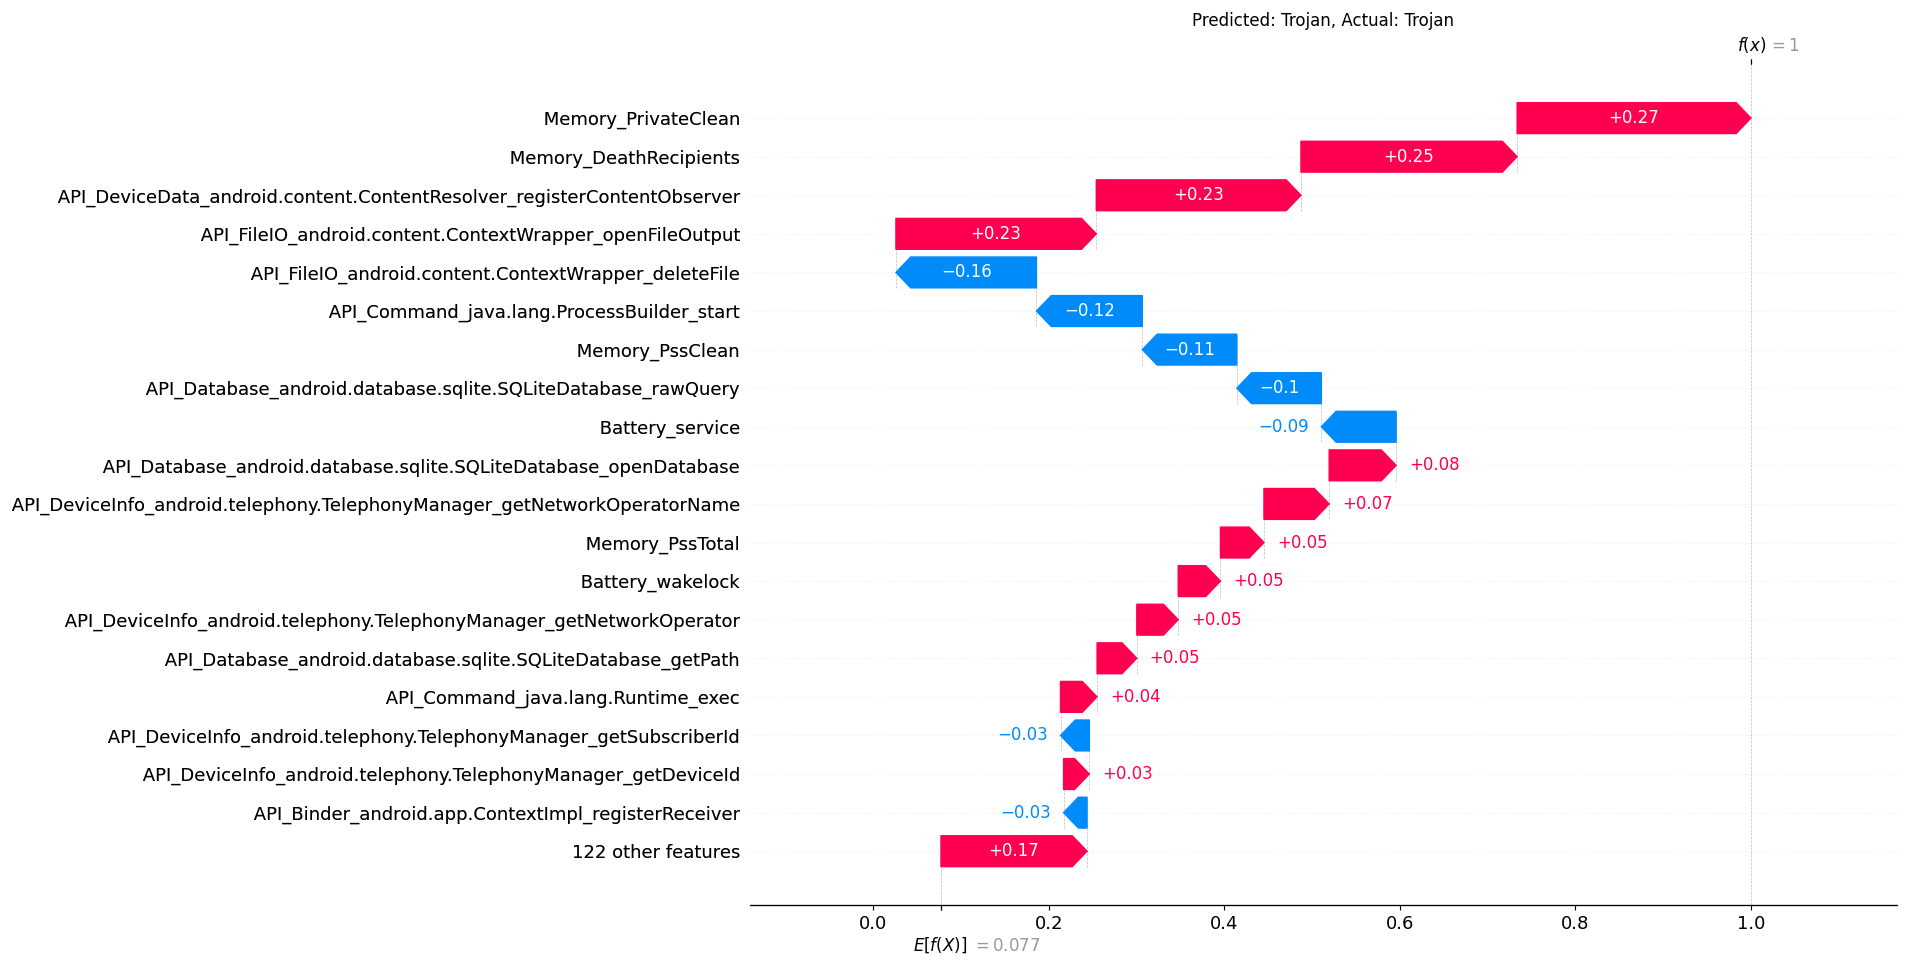 Predicted: Trojan, Actual: Trojan
f(x) = 1
Memory_PrivateClean +0.27
Memory_DeathRecipients +0.25
API_DeviceData_android.content.ContentResolver_registerContentObserver +0.23
API_FileIO_android.content.ContextWrapper_openFileOutput +0.23
API_FileIO_android.content.ContextWrapper_deleteFile −0.16
API_Command_java.lang.ProcessBuilder_start −0.12
Memory_PssClean −0.11
API_Database_android.database.sqlite.SQLiteDatabase_rawQuery −0.1
Battery_service −0.09
API_Database_android.database.sqlite.SQLiteDatabase_openDatabase +0.08
API_DeviceInfo_android.telephony.TelephonyManager_getNetworkOperatorName +0.07
Memory_PssTotal +0.05
Battery_wakelock +0.05
API_DeviceInfo_android.telephony.TelephonyManager_getNetworkOperator +0.05
API_Database_android.database.sqlite.SQLiteDatabase_getPath +0.05
API_Command_java.lang.Runtime_exec +0.04
API_DeviceInfo_android.telephony.TelephonyManager_getSubscriberId −0.03
API_DeviceInfo_android.telephony.TelephonyManager_getDeviceId +0.03
API_Binder_android.app.ContextImpl_registerReceiver −0.03
122 other features +0.17
0.0 0.2 0.4 0.6 0.8 1.0
E[f(X)] = 0.077